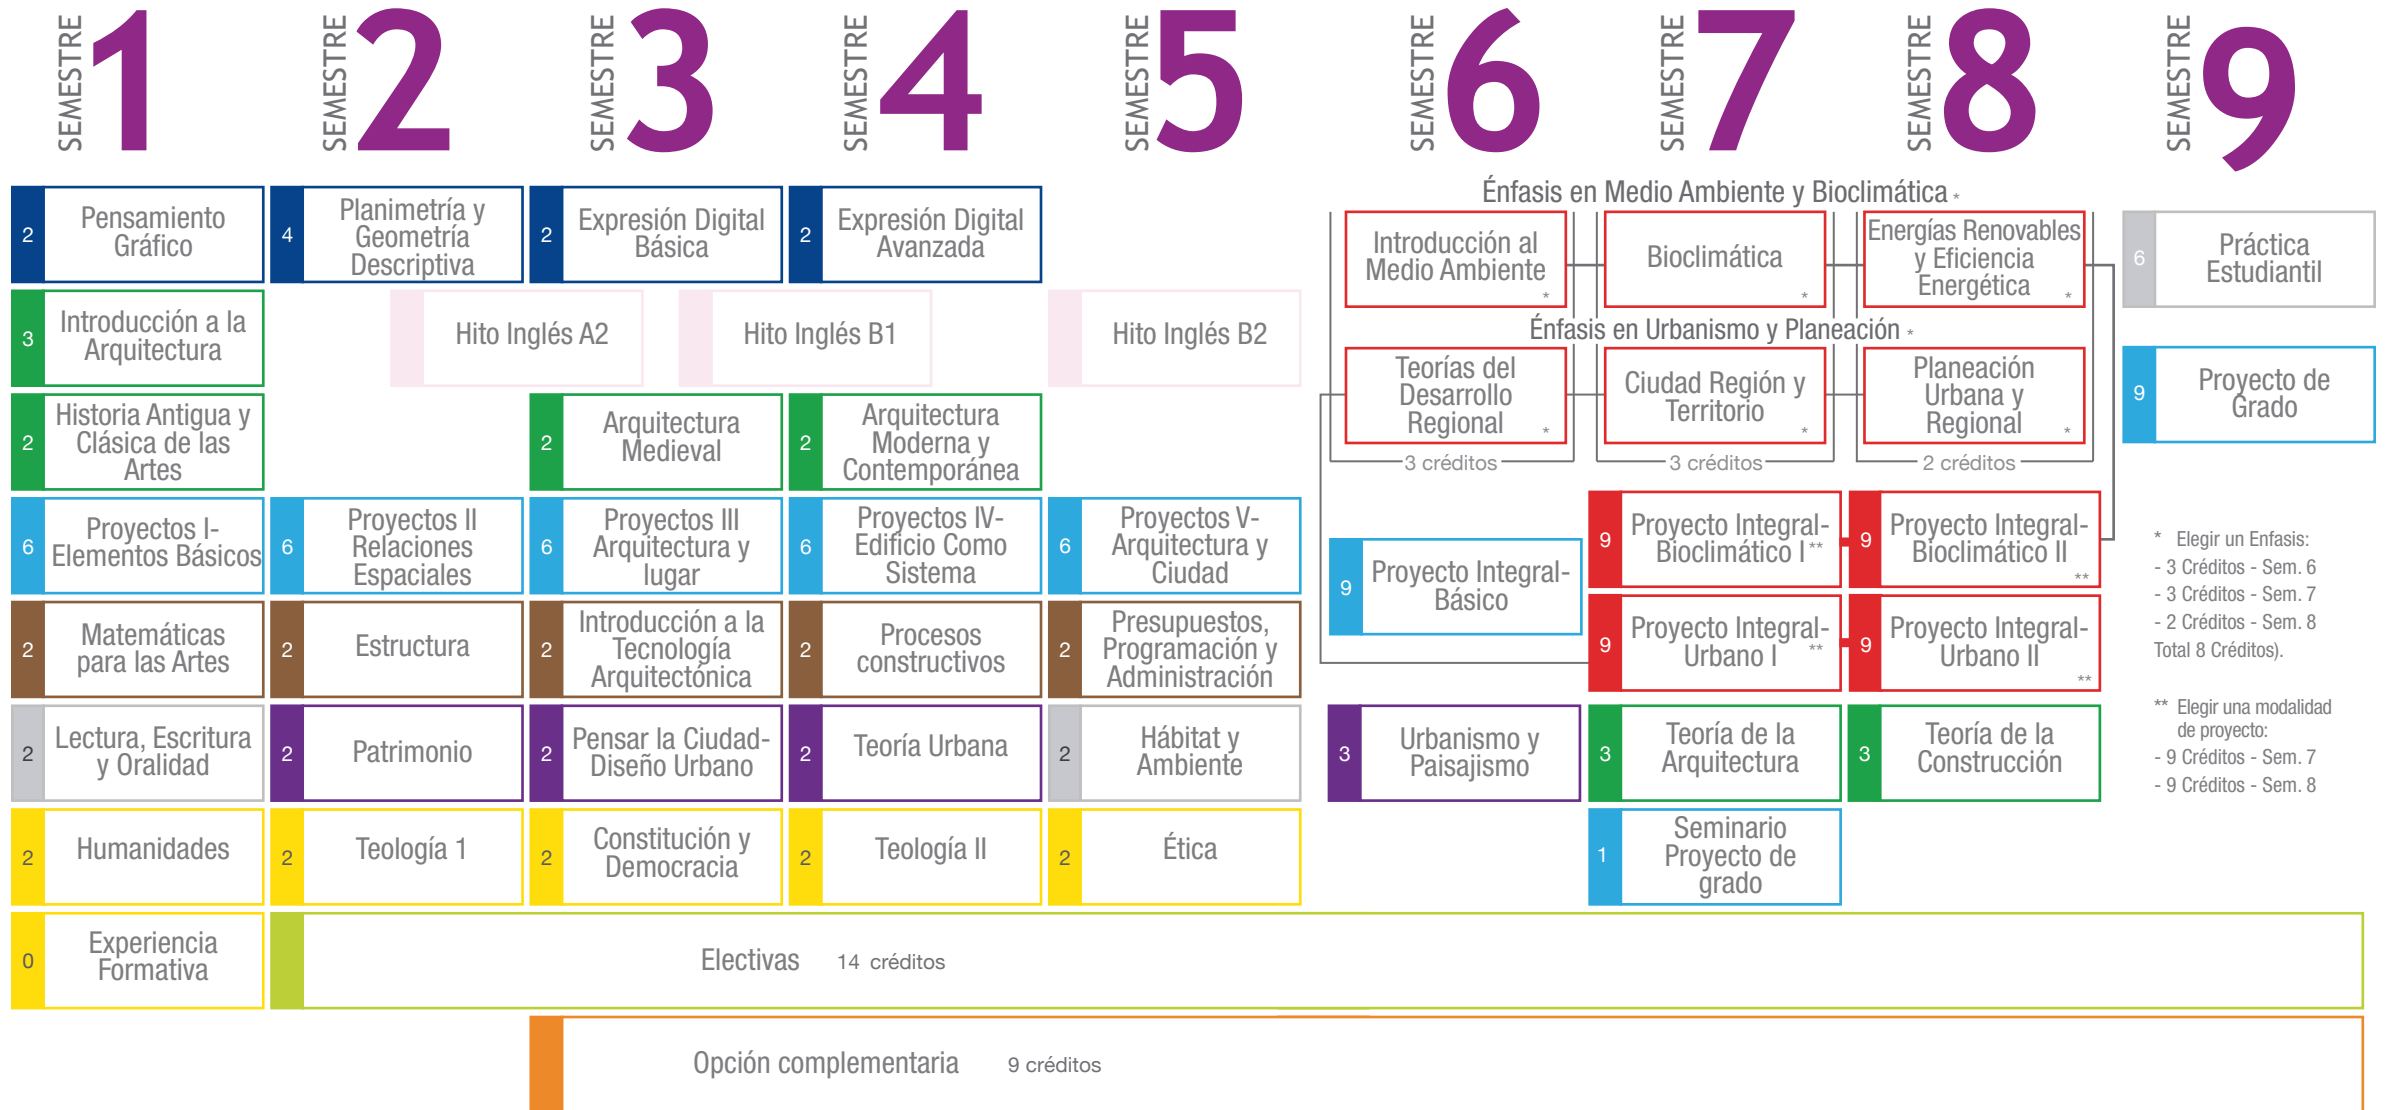 SEMESTRE 1
SEMESTRE 2
SEMESTRE 3
SEMESTRE 4
SEMESTRE 5
SEMESTRE 6
SEMESTRE 7
SEMESTRE 8
SEMESTRE 9
2
Pensamiento
Gráfico
4
Planimetría y
Geometría
Descriptiva
2
Expresión Digital
Básica
2
Expresión Digital
Avanzada
Énfasis en Medio Ambiente y Bioclimática *
Introducción al
Medio Ambiente
*
Bioclimática
*
Energías Renovables
y Eficiencia
Energética
*
6
Práctica
Estudiantil
3
Introducción a la
Arquitectura
Hito Inglés A2
Hito Inglés B1
Hito Inglés B2
Énfasis en Urbanismo y Planeación *
Teorías del
Desarrollo
Regional
*
Ciudad Región y
Territorio
*
Planeación
Urbana y
Regional
*
9
Proyecto de
Grado
2
Historia Antigua y
Clásica de las
Artes
2
Arquitectura
Medieval
2
Arquitectura
Moderna y
Contemporánea
3 créditos
3 créditos
2 créditos
6
Proyectos I-
Elementos Básicos
6
Proyectos II
Relaciones
Espaciales
6
Proyectos III
Arquitectura y
lugar
6
Proyectos IV-
Edificio Como
Sistema
6
Proyectos V-
Arquitectura y
Ciudad
9
Proyecto Integral-
Básico
9
Proyecto Integral-
Bioclimático I **
9
Proyecto Integral-
Bioclimático II
**
* Elegir un Enfasis:
- 3 Créditos - Sem. 6
- 3 Créditos - Sem. 7
- 2 Créditos - Sem. 8
Total 8 Créditos).
2
Matemáticas
para las Artes
2
Estructura
2
Introducción a la
Tecnología
Arquitectónica
2
Procesos
constructivos
2
Presupuestos,
Programación y
Administración
9
Proyecto Integral-
Urbano I **
9
Proyecto Integral-
Urbano II
**
** Elegir una modalidad
de proyecto:
- 9 Créditos - Sem. 7
- 9 Créditos - Sem. 8
2
Lectura, Escritura
y Oralidad
2
Patrimonio
2
Pensar la Ciudad-
Diseño Urbano
2
Teoría Urbana
2
Hábitat y
Ambiente
3
Urbanismo y
Paisajismo
3
Teoría de la
Arquitectura
3
Teoría de la
Construcción
2
Humanidades
2
Teología 1
2
Constitución y
Democracia
2
Teología II
2
Ética
1
Seminario
Proyecto de
grado
0
Experiencia
Formativa
Electivas 14 créditos
Opción complementaria 9 créditos